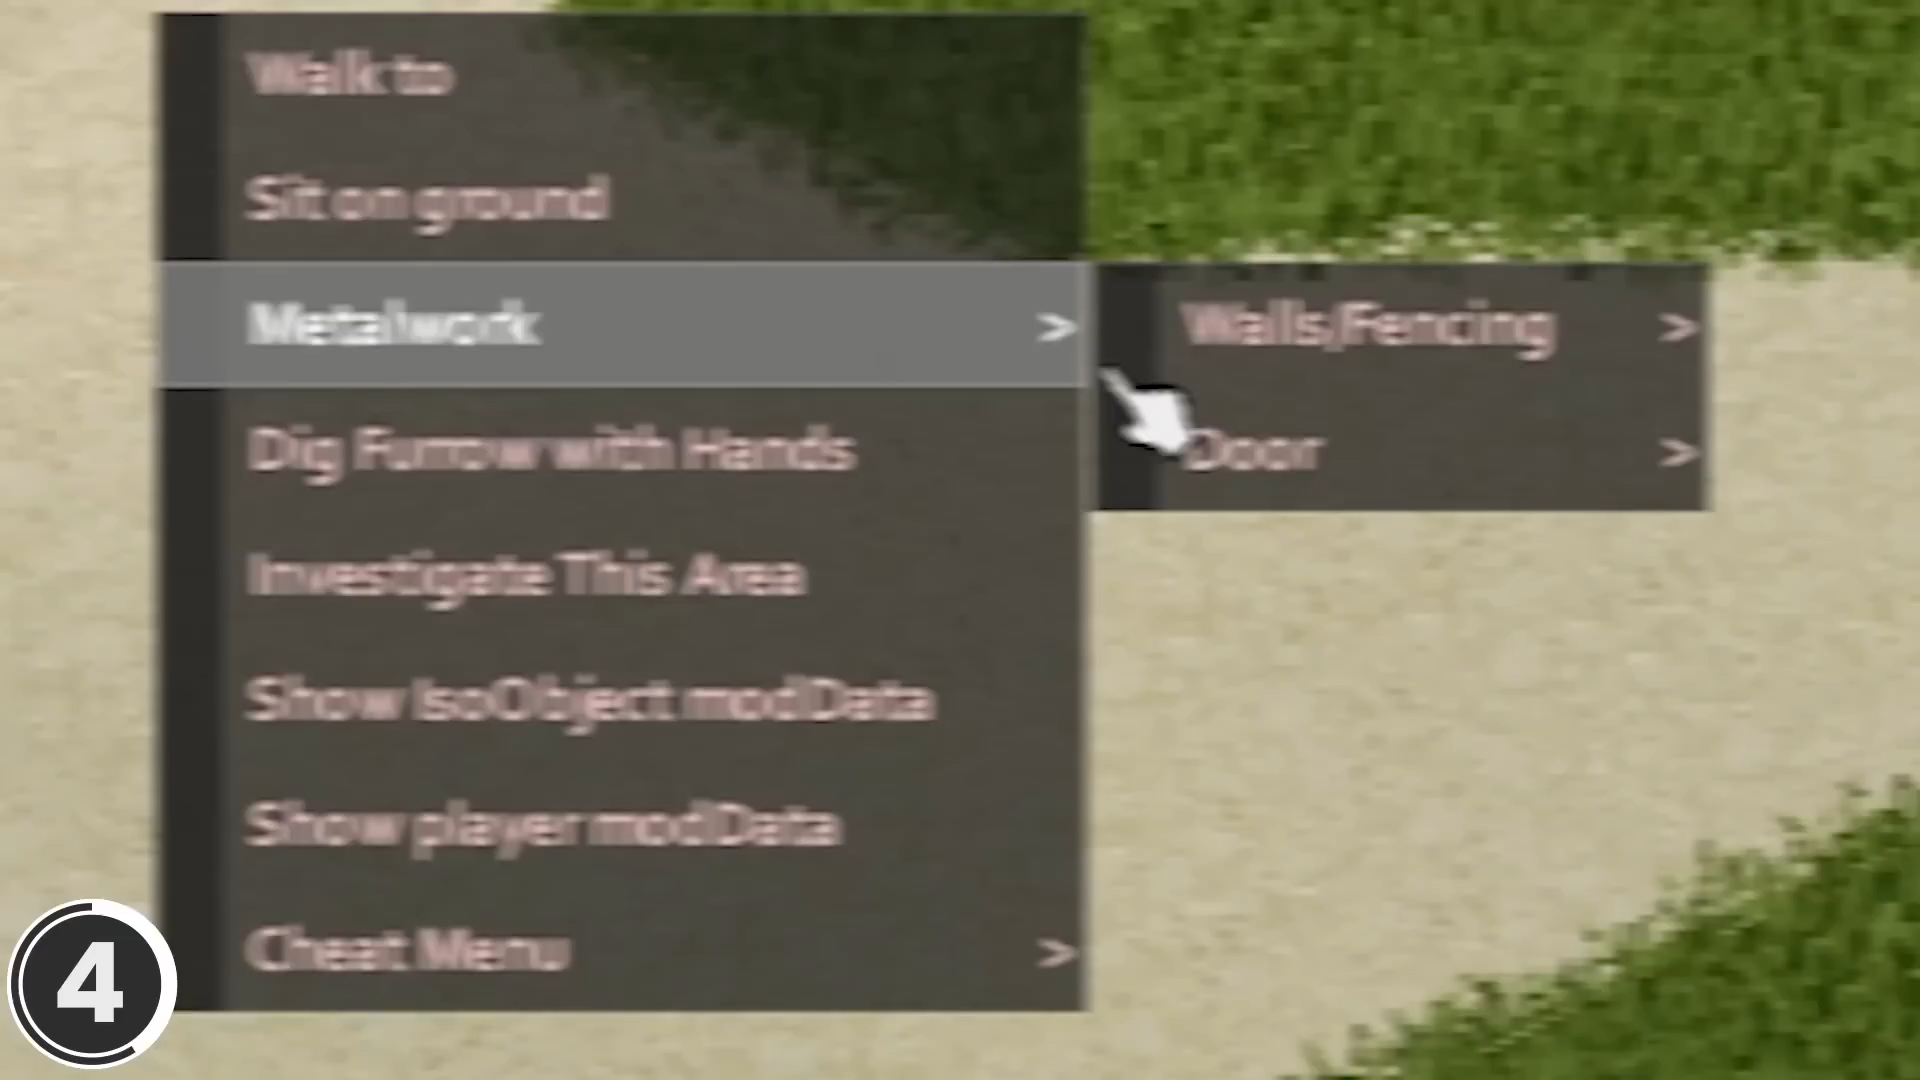 Walk to
Sit on ground
Metalwork >
Walls/Fencing >
Door >
Dig Furrow with Hands
Investigate This Area
Show IsoObject modData
Show player modData
Cheat Menu >
4